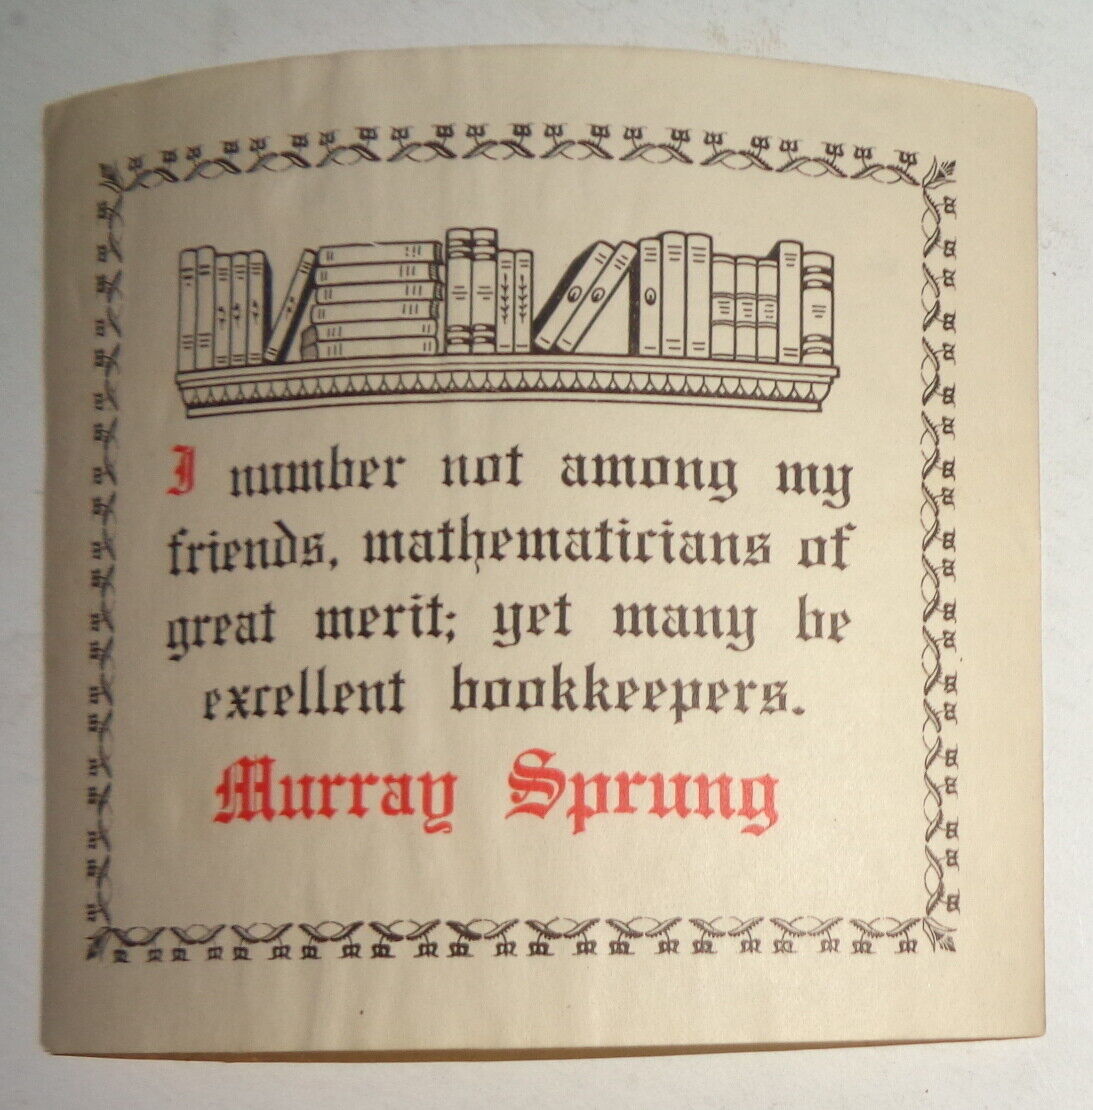 I number not among my
friends, mathematicians of
great merit; yet many be
excellent bookkeepers.
Murray Sprung